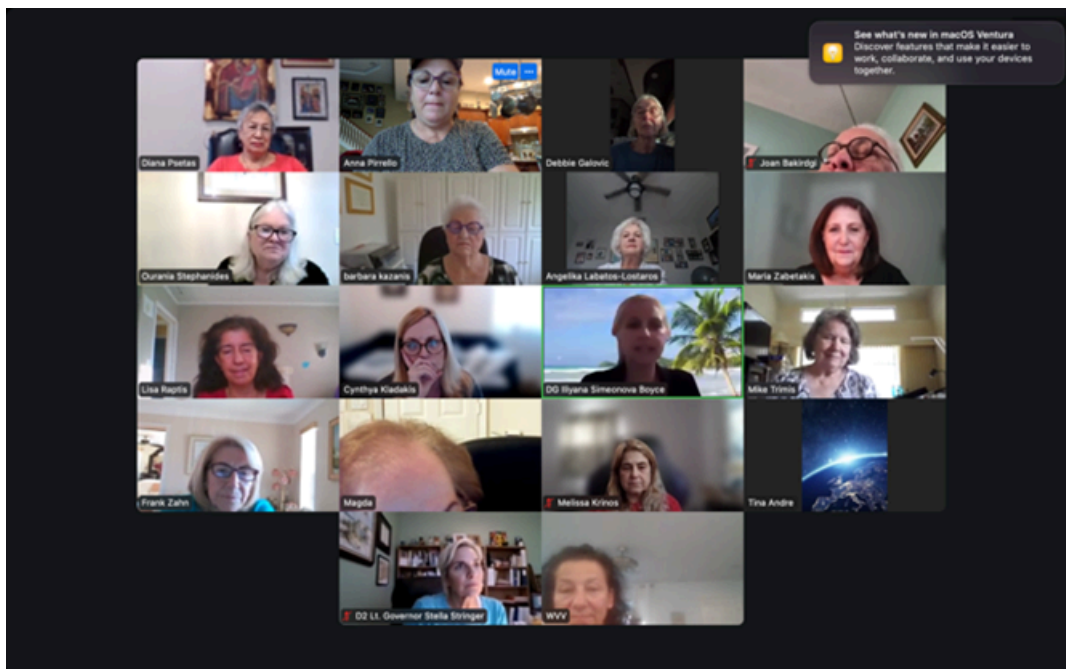 See what's new in macOS Ventura
Discover features that make it easier to
work, collaborate, and use your devices
together.
Mute
Diana Psetas
Anna Pirrello
Debbie Galovic
Joan Bakirdgi
Ourania Stephanides
barbara kazanis
Angelika Labatos-Lostaros
Maria Zabetakis
Lisa Raptis
Cynthya Kladakis
DG Illyana Simeonova Boyce
Mike Trimis
Frank Zahn
Magda
Melissa Krinos
Tina Andre
D2 Lt. Governor Stella Stringer
WVV